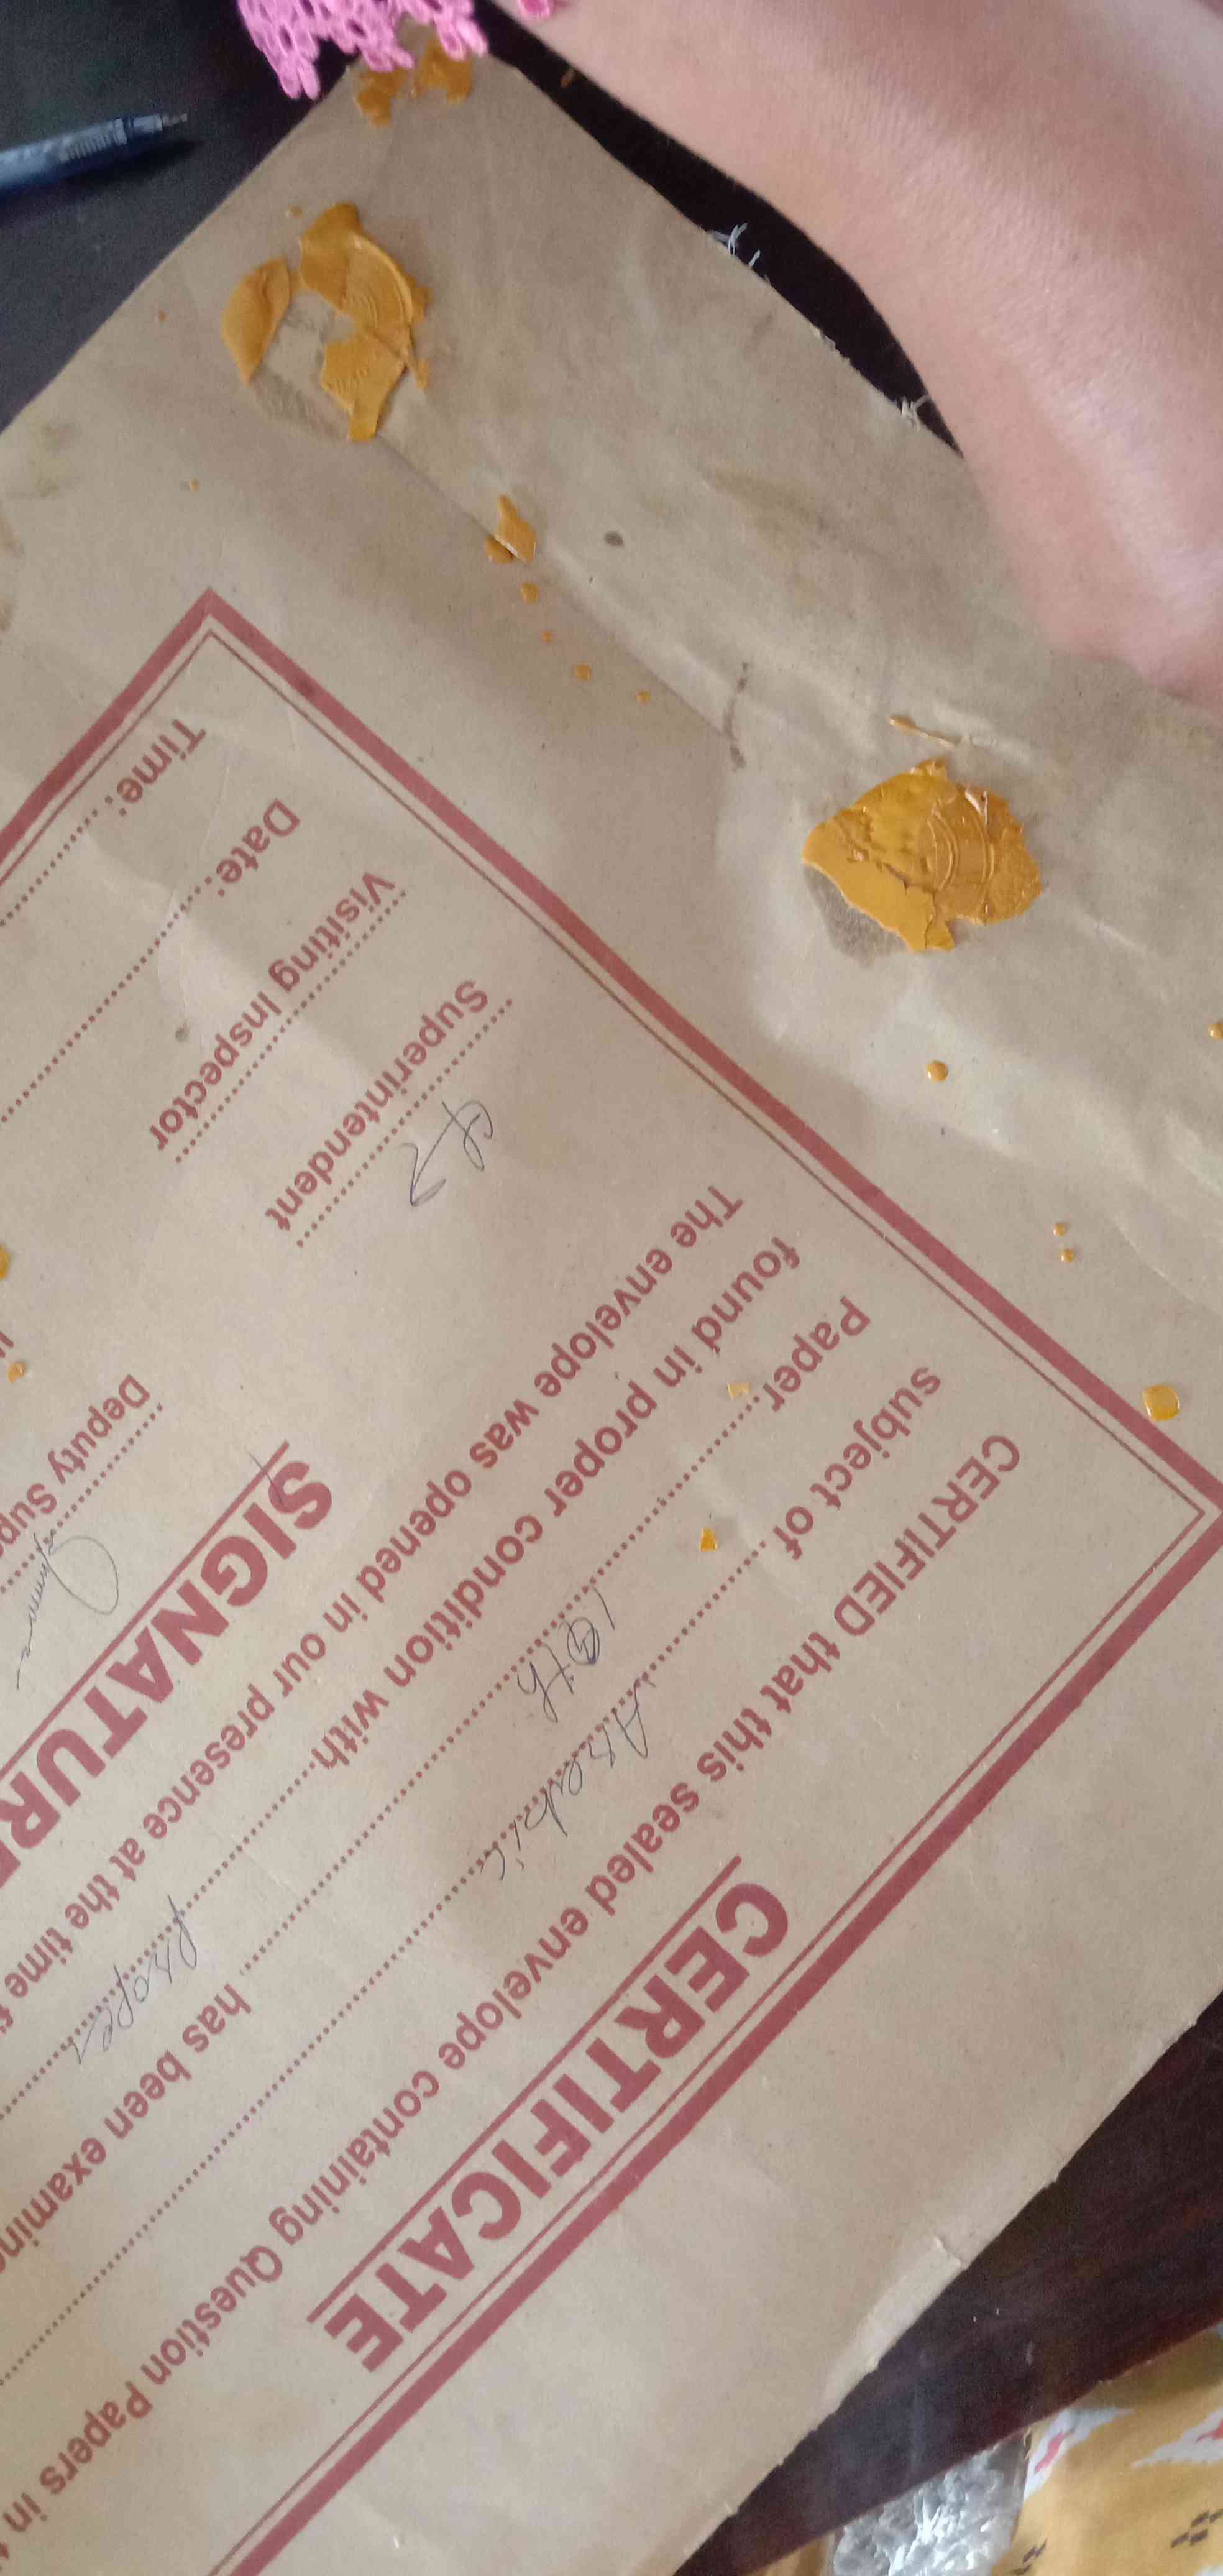 CERTIFICATE
CERTIFIED that this sealed envelope containing Question Papers in
subject of ........ Arabic ........
Paper ........ 10th ........ has been examined
found in proper condition with ........ Proper ........
The envelope was opened in our presence at the time
SIGNATURE
Superintendent
Deputy
Visiting Inspector
Date:
Time: